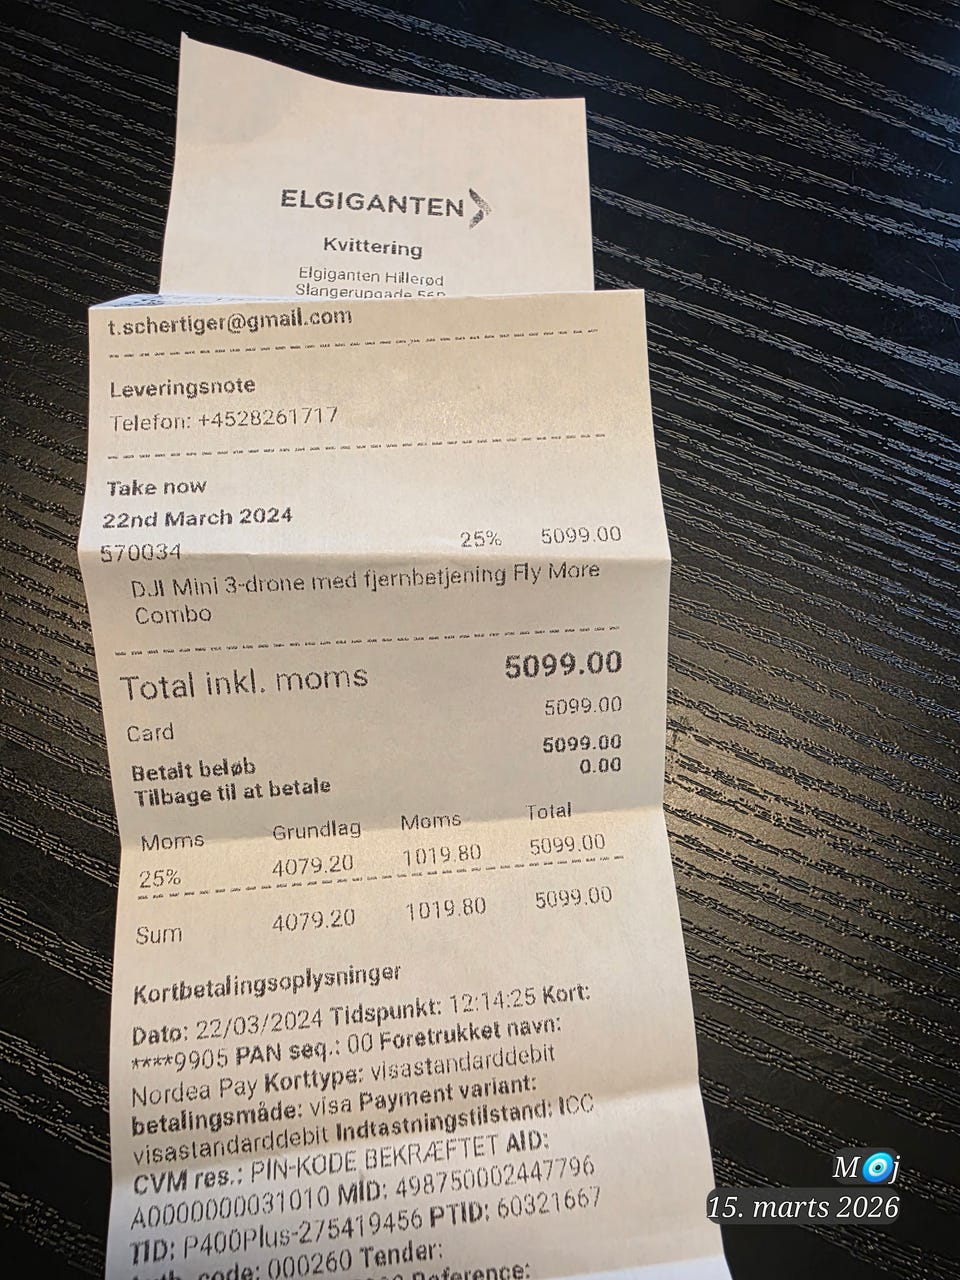 ELGIGANTEN
Kvittering
Elgiganten Hillerød
Slangerupgade
t.schertiger@gmail.com
Leveringsnote
Telefon: +4528261717
Take now
22nd March 2024
570034 25% 5099.00
DJI Mini 3-drone med fjernbetjening Fly More
Combo
Total inkl. moms 5099.00
Card 5099.00
Betalt beløb 5099.00
Tilbage til at betale 0.00
Moms Grundlag Moms Total
25% 4079.20 1019.80 5099.00
Sum 4079.20 1019.80 5099.00
Kortbetalingsoplysninger
Dato: 22/03/2024 Tidspunkt: 12:14:25 Kort:
****9905 PAN seq.: 00 Foretrukket navn:
Nordea Pay Korttype: visastandarddebit
betalingsmåde: visa Payment variant:
visastandarddebit Indtastningstilstand: ICC
CVM res.: PIN-KODE BEKRÆFTET AID:
A0000000031010 MID: 498750002447796
TID: P400Plus-275419456 PTID: 60321667
code: 000260 Tender:
Reference:
M🧿j
15. marts 2026